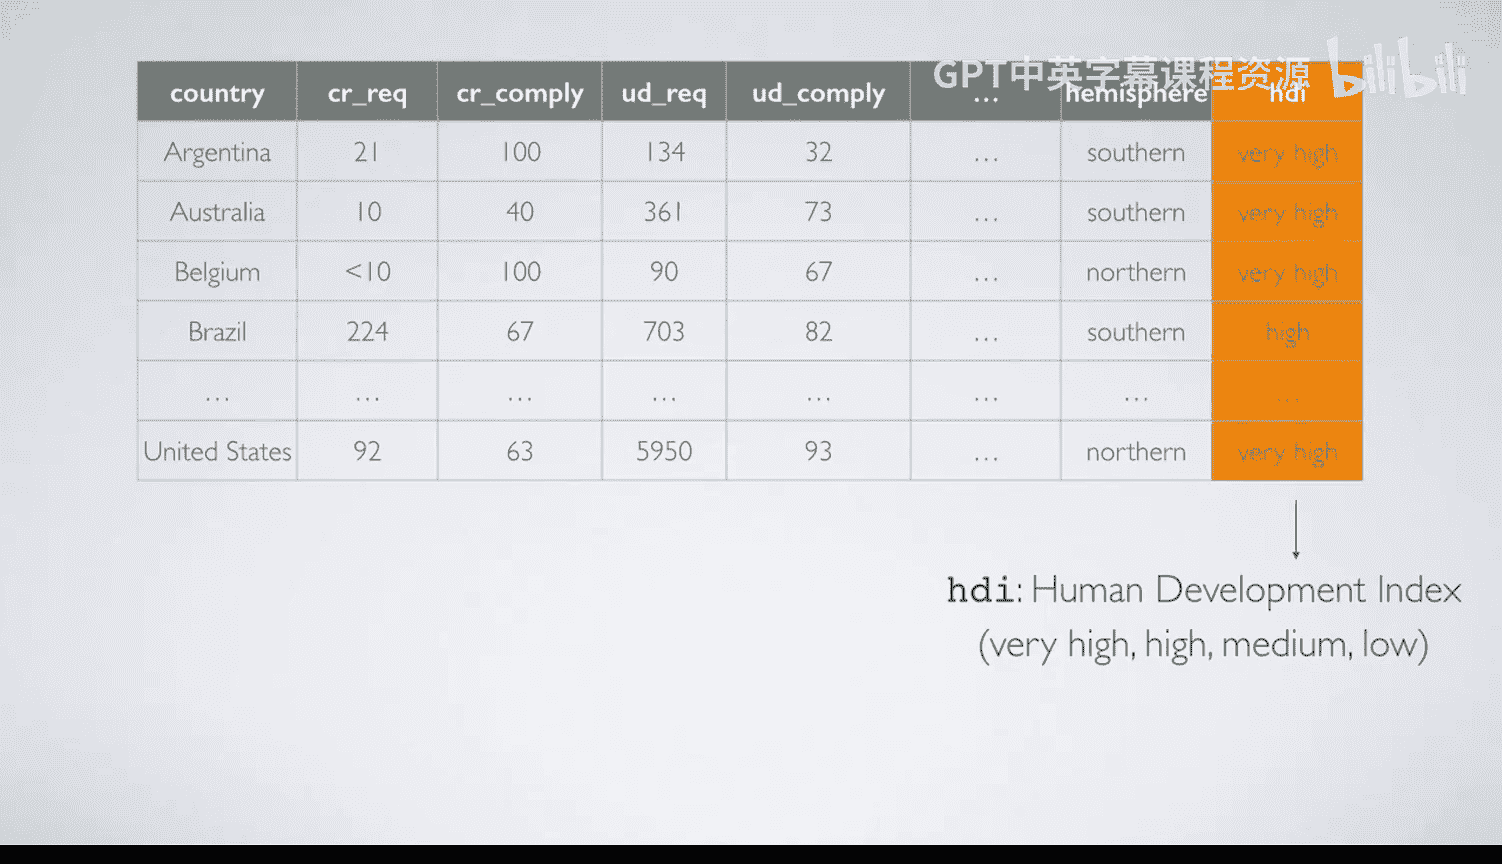 GPT中英字幕课程资源 bilibili
country cr_req cr_comply ud_req ud_comply … hemisphere hdi
Argentina 21 100 134 32 … southern very high
Australia 10 40 361 73 … southern very high
Belgium <10 100 90 67 … northern very high
Brazil 224 67 703 82 … southern high
… … … … … … … …
United States 92 63 5950 93 … northern very high
hdi: Human Development Index
(very high, high, medium, low)